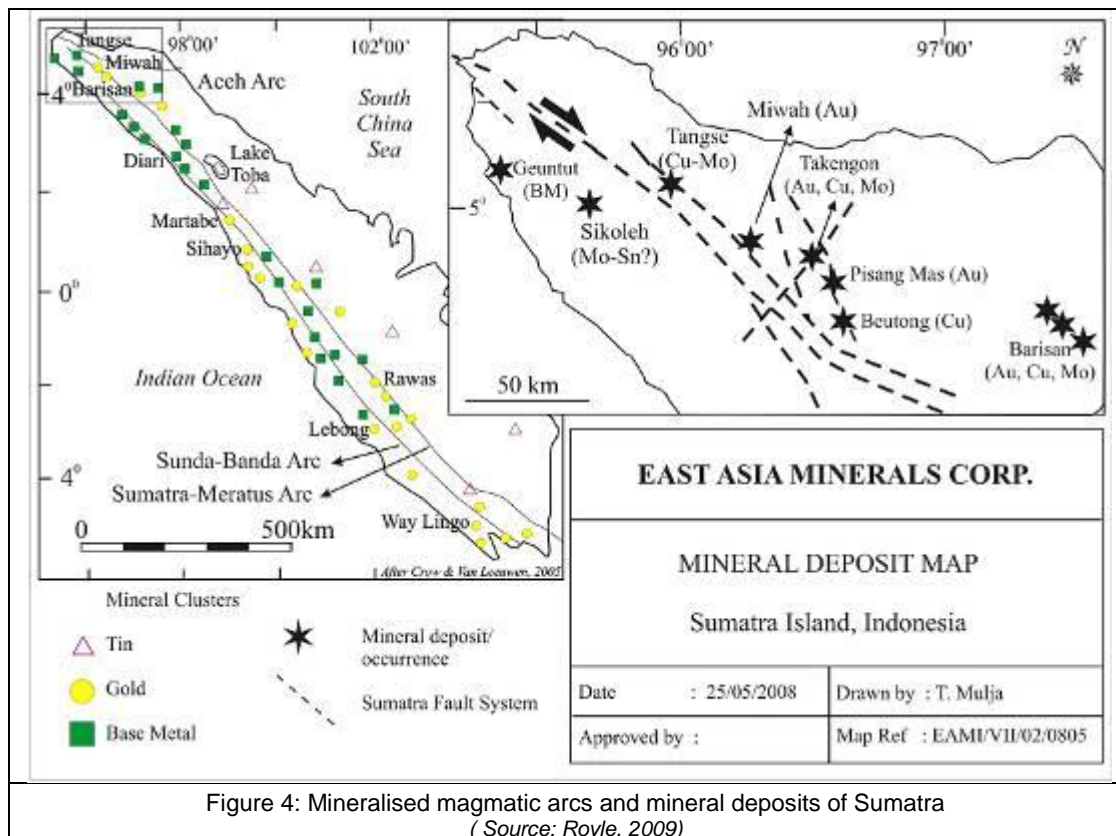 Tangse
98°00'
102°00'
Miwah
Barisan
Aceh Arc
4°
South
China
Sea
Diari
Lake
Toba
Martabe
Sihayo
0°
Indian Ocean
Rawas
Lebong
Sunda-Banda Arc
Sumatra-Meratus Arc
4°
Way Lingo
0
500km
After Crow & Van Leeuwen, 2005
96°00'
97°00'
N
Miwah (Au)
Tangse
(Cu-Mo)
Takengon
(Au, Cu, Mo)
Geuntut
(BM)
5°
Sikoleh
(Mo-Sn?)
Pisang Mas (Au)
Beutong (Cu)
Barisan
(Au, Cu, Mo)
50 km
Mineral Clusters
Tin
Gold
Base Metal
Mineral deposit/
occurrence
Sumatra Fault System
EAST ASIA MINERALS CORP.
MINERAL DEPOSIT MAP
Sumatra Island, Indonesia
Date : 25/05/2008
Drawn by : T. Mulja
Approved by :
Map Ref : EAMI/VII/02/0805
Figure 4: Mineralised magmatic arcs and mineral deposits of Sumatra
( Source: Royle, 2009)